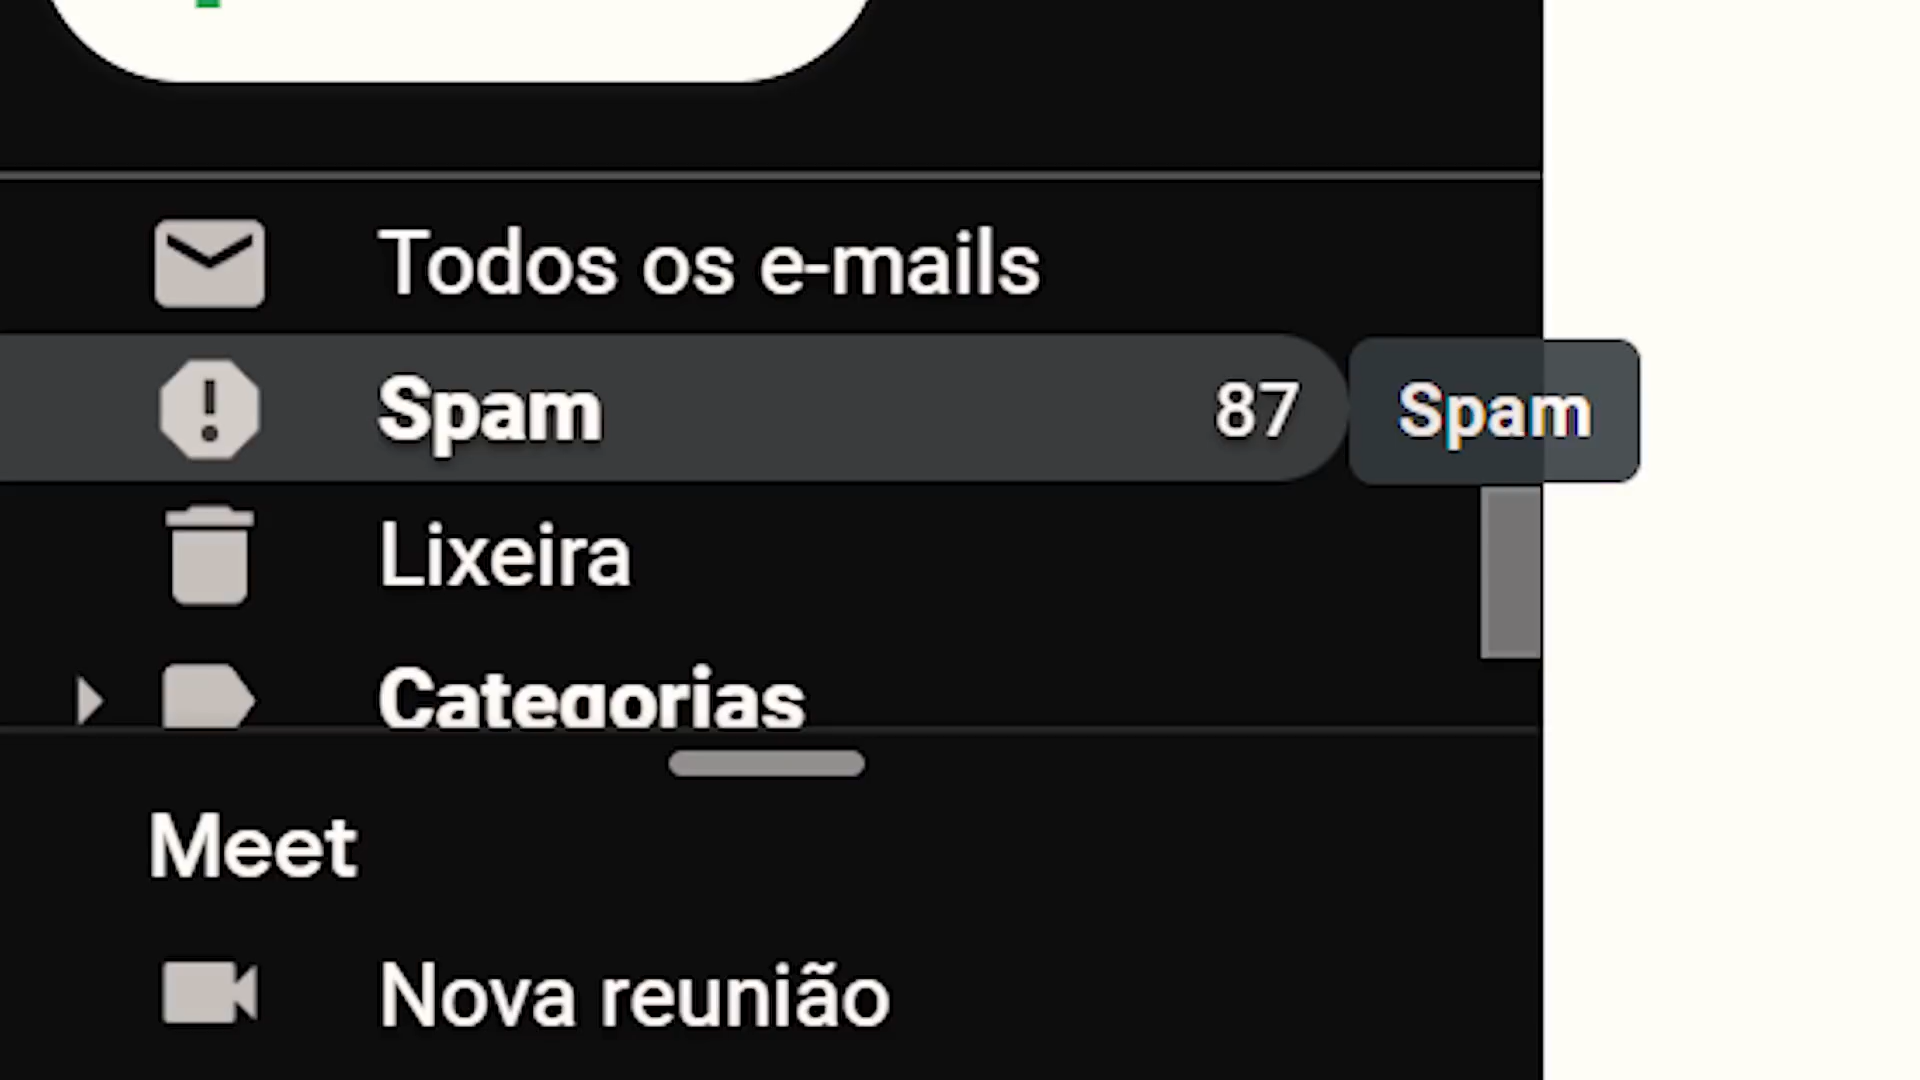 Todos os e-mails
Spam 87 Spam
Lixeira
Categorias
Meet
Nova reunião